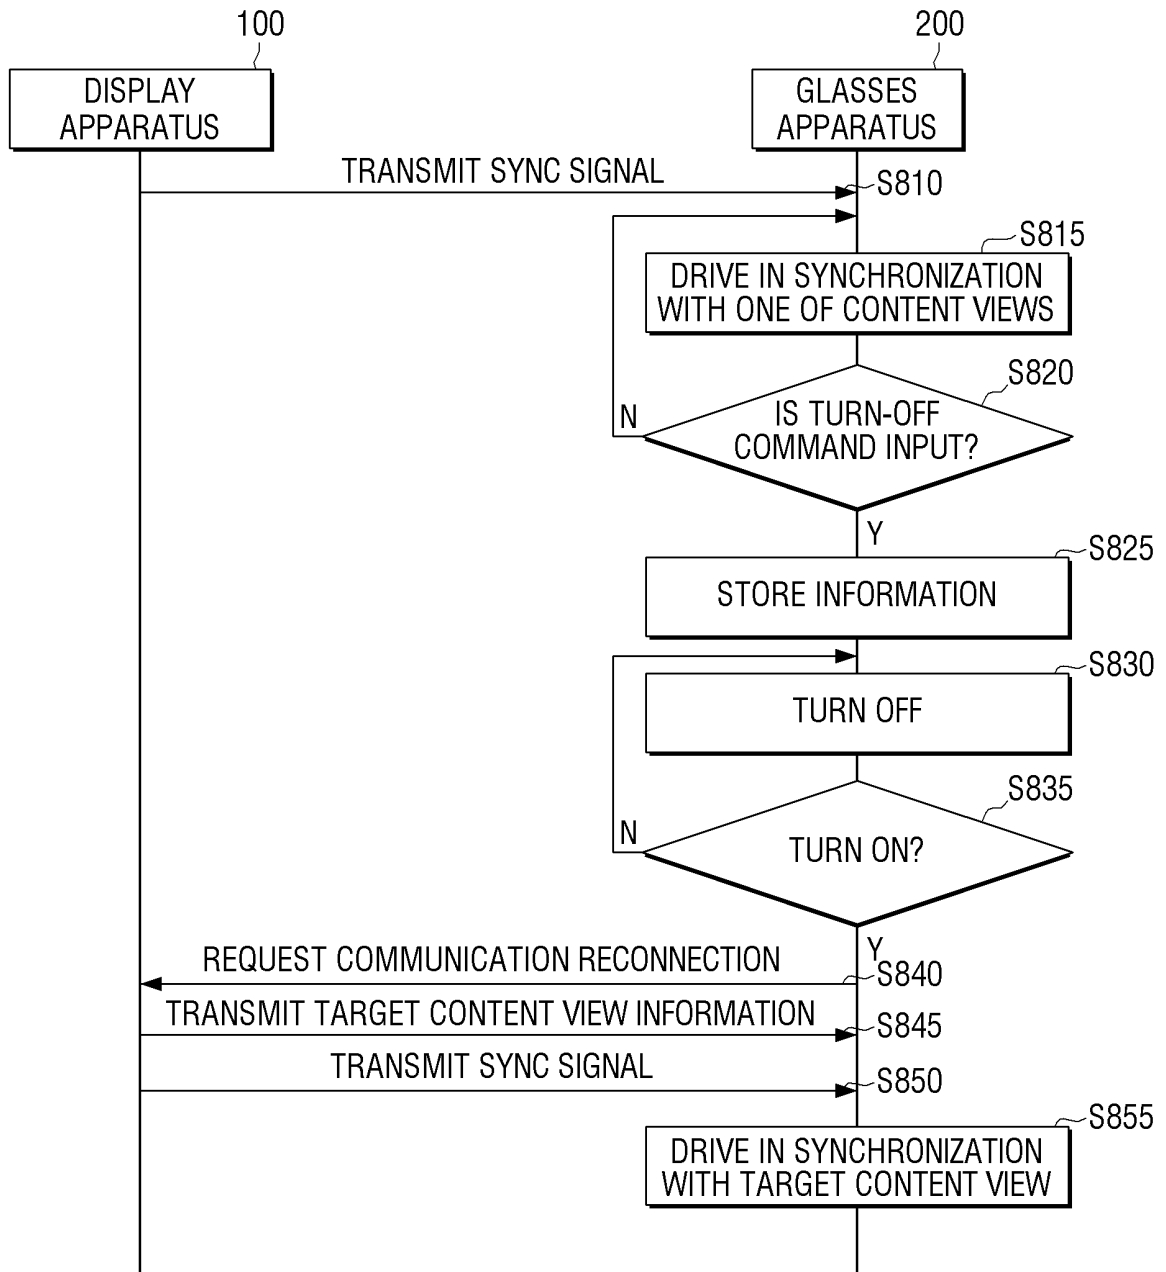 100
200
DISPLAY
APPARATUS
GLASSES
APPARATUS
TRANSMIT SYNC SIGNAL
S810
S815
DRIVE IN SYNCHRONIZATION
WITH ONE OF CONTENT VIEWS
S820
IS TURN-OFF
COMMAND INPUT?
N
Y
S825
STORE INFORMATION
S830
TURN OFF
S835
TURN ON?
N
Y
REQUEST COMMUNICATION RECONNECTION
S840
TRANSMIT TARGET CONTENT VIEW INFORMATION
S845
TRANSMIT SYNC SIGNAL
S850
S855
DRIVE IN SYNCHRONIZATION
WITH TARGET CONTENT VIEW